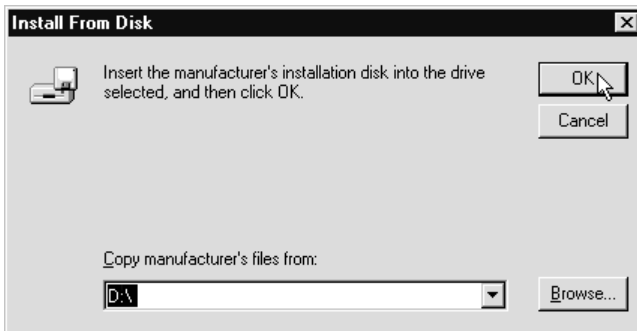 Install From Disk
Insert the manufacturer's installation disk into the drive
selected, and then click OK.
OK
Cancel
Copy manufacturer's files from:
D:\
Browse...